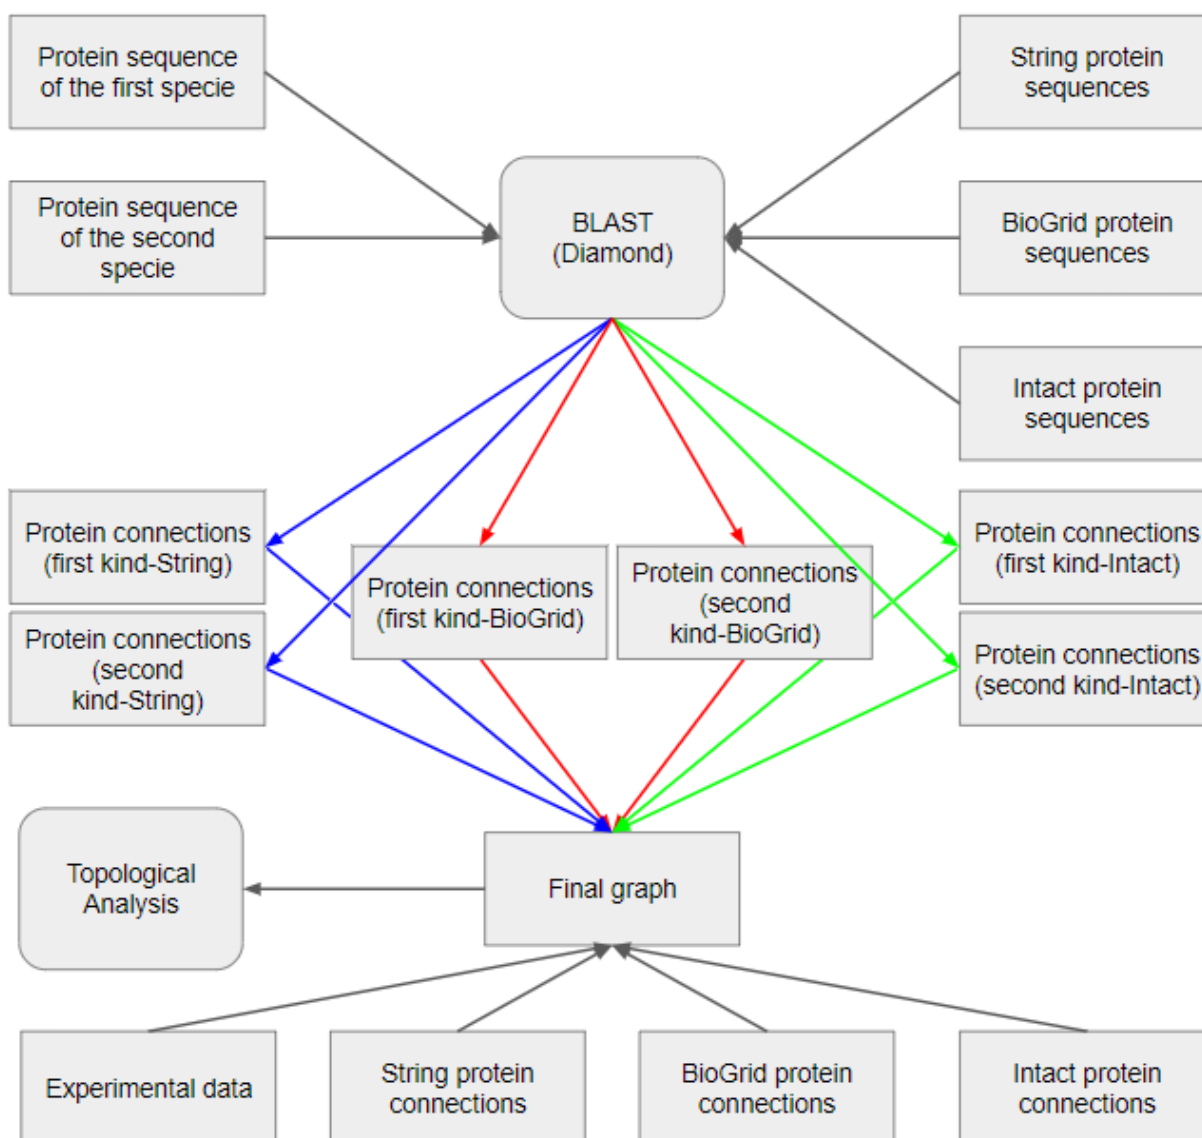 Protein sequence
of the first specie
String protein
sequences
Protein sequence
of the second
specie
BLAST
(Diamond)
BioGrid protein
sequences
Intact protein
sequences
Protein connections
(first kind-String)
Protein connections
(first kind-BioGrid)
Protein connections
(second
kind-BioGrid)
Protein connections
(first kind-Intact)
Protein connections
(second
kind-String)
Protein connections
(second kind-Intact)
Topological
Analysis
Final graph
Experimental data
String protein
connections
BioGrid protein
connections
Intact protein
connections